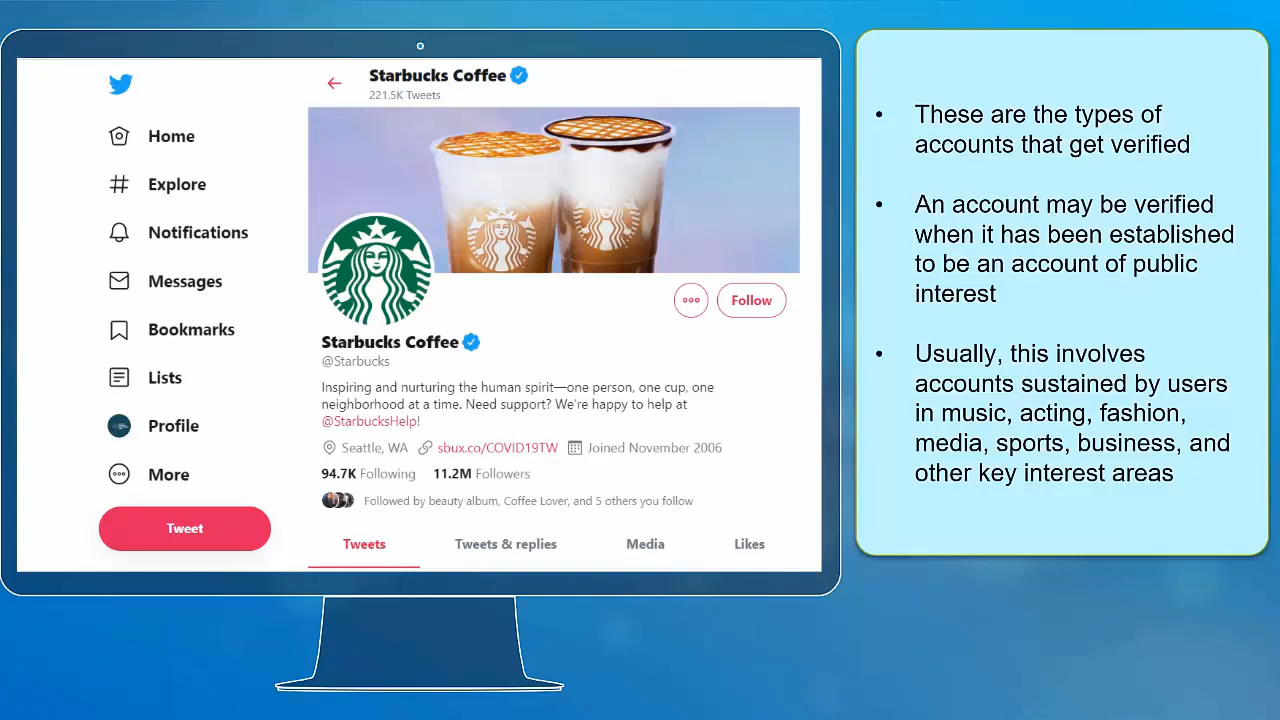 Starbucks Coffee
221.5K Tweets
Home
Explore
Notifications
Messages
Bookmarks
Lists
Profile
More
Tweet
Follow
Starbucks Coffee
@Starbucks
Inspiring and nurturing the human spirit—one person, one cup, one
neighborhood at a time. Need support? We're happy to help at
@StarbucksHelp!
Seattle, WA sbux.co/COVID19TW Joined November 2006
94.7K Following 11.2M Followers
Followed by beauty album, Coffee Lover, and 5 others you follow
Tweets Tweets & replies Media Likes
• These are the types of
accounts that get verified
• An account may be verified
when it has been established
to be an account of public
interest
• Usually, this involves
accounts sustained by users
in music, acting, fashion,
media, sports, business, and
other key interest areas